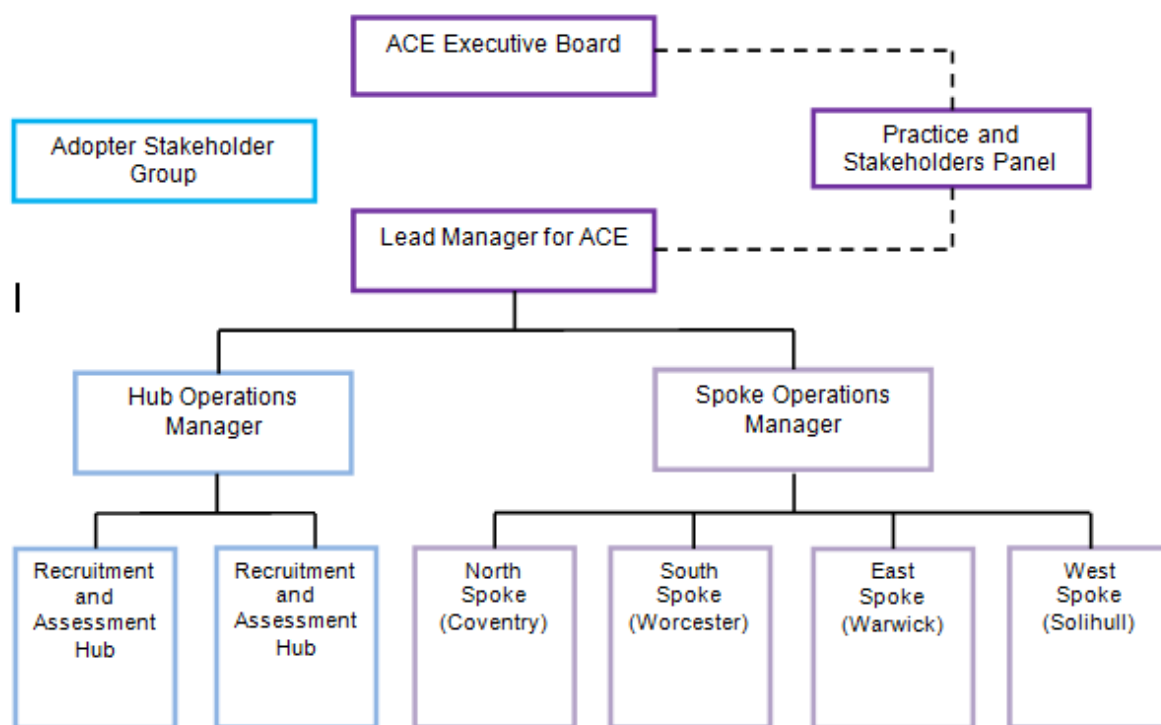 ACE Executive Board
Adopter Stakeholder
Group
Practice and
Stakeholders Panel
Lead Manager for ACE
Hub Operations
Manager
Spoke Operations
Manager
Recruitment
and
Assessment
Hub
Recruitment
and
Assessment
Hub
North
Spoke
(Coventry)
South
Spoke
(Worcester)
East
Spoke
(Warwick)
West
Spoke
(Solihull)